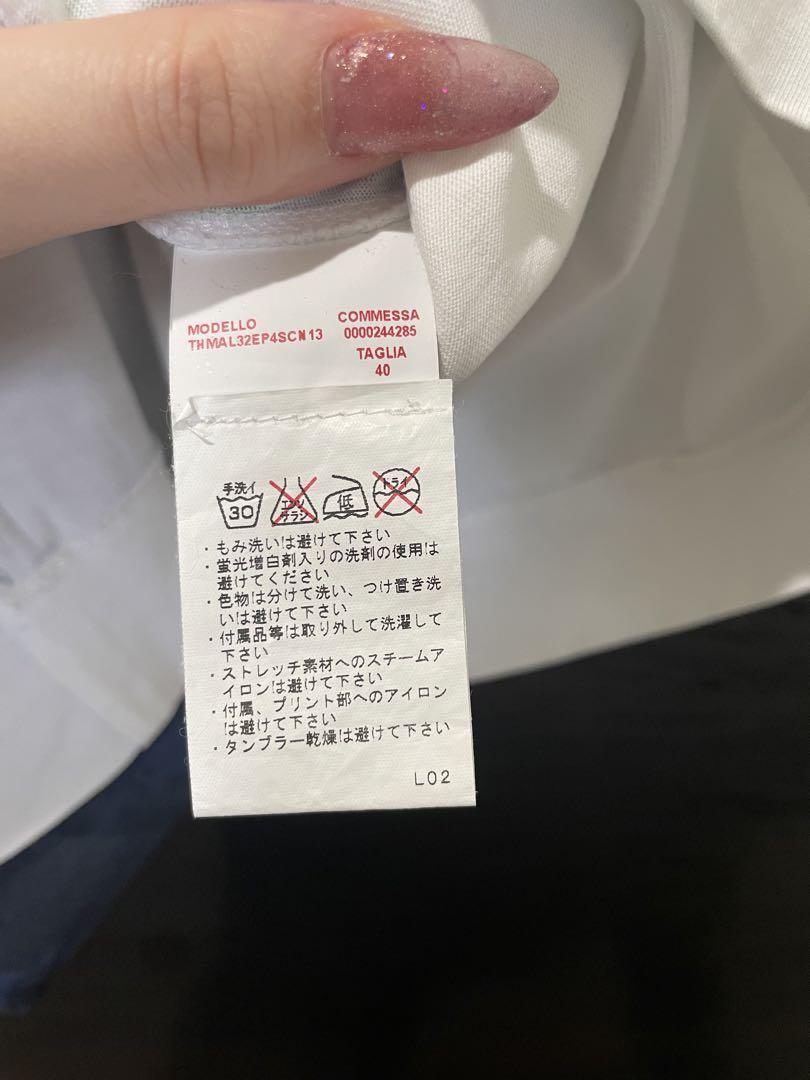 MODELLO
THMAL32EP4SCN13
COMMESSA
0000244285
TAGLIA
40
手洗イ
30
エンソ
チラシ
低
ドライ
・もみ洗いは避けて下さい
・蛍光増白剤入りの洗剤の使用は
避けてください
・色物は分けて洗い、つけ置き洗
いは避けて下さい
・付属品等は取り外して洗濯して
下さい
・ストレッチ素材へのスチームア
イロンは避けて下さい
・付属、プリント部へのアイロン
は避けて下さい
・タンブラー乾燥は避けて下さい
L02